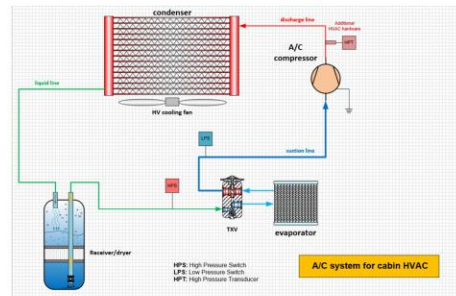 condenser
discharge line
Additional
HVAC hardware
HPT
A/C
compressor
liquid line
HV cooling fan
LPS
suction line
HPS
TXV
evaporator
Receiver/dryer
HPS: High Pressure Switch
LPS: Low Pressure Switch
HPT: High Pressure Transducer
A/C system for cabin HVAC